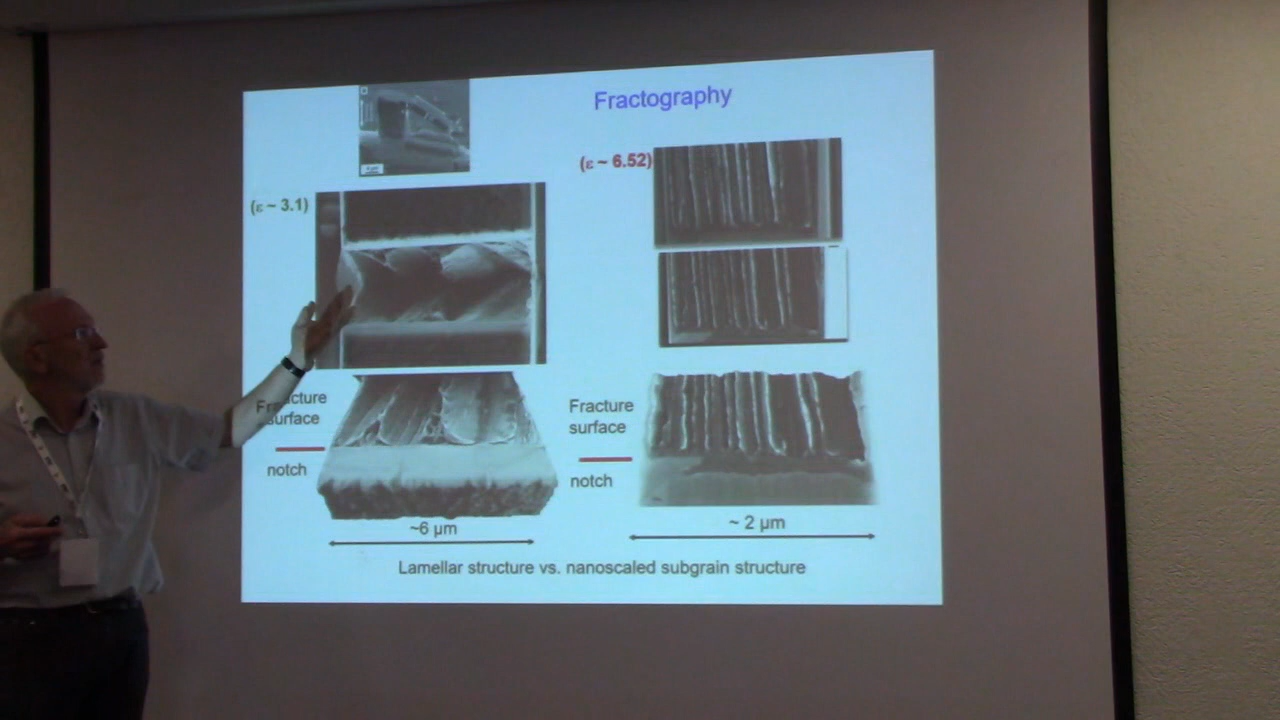 Fractography
(ε ~ 6.52)
(ε ~ 3.1)
Fracture
surface
notch
~6 µm
Fracture
surface
notch
~ 2 µm
Lamellar structure vs. nanoscaled subgrain structure